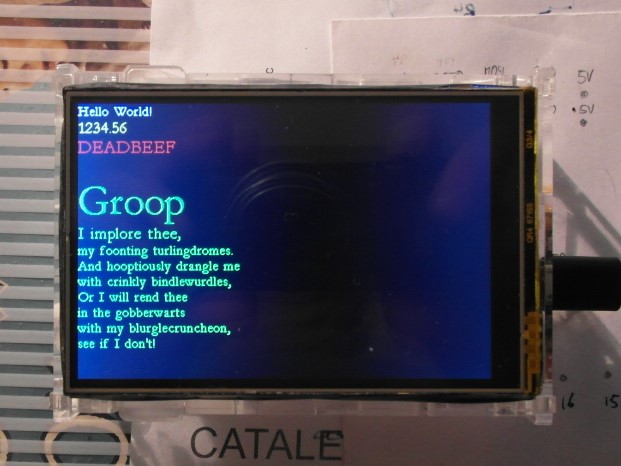 Hello World!
1234.56
DEADBEEF
Groop
I implore thee,
my foonting turlingdromes.
And hooptiously drangle me
with crinkly bindlewurdles,
Or I will rend thee
in the gobberwarts
with my blurglecruncheon,
see if I don't!
5V
.5V
16 15
CATALE